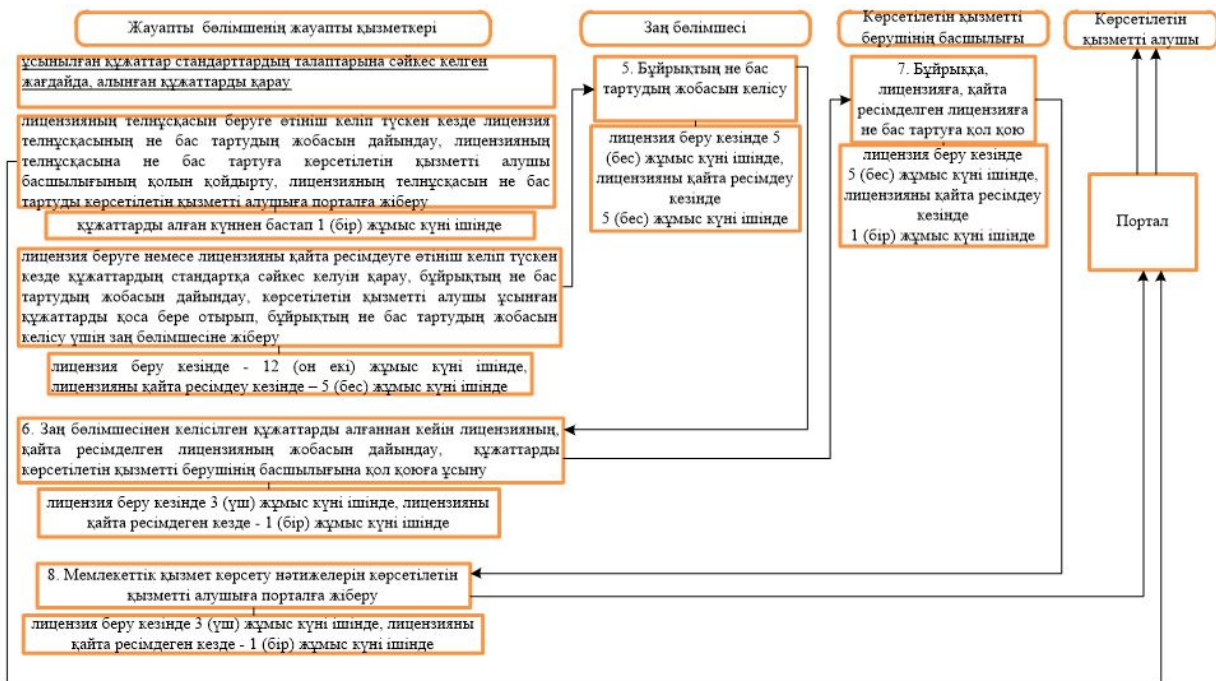 Жауапты бөлімшенің жауапты қызметкері
Заң бөлімшесі
Көрсетілетін қызметті
берушінің басшылығы
Көрсетілетін
қызметті алушы
ұсынылған құжаттар стандарттардың талаптарына сәйкес келген
жағдайда, алынған құжаттарды қарау
лицензияның телнұсқасын беруге өтініш келіп түскен кезде лицензия
телнұсқасының не бас тартудың жобасын дайындау, лицензияның
телнұсқасына не бас тартуға көрсетілетін қызметті алушы
басшылығының қолын қойдырту, лицензияның телнұсқасын не бас
тартуды көрсетілетін қызметті алушыға порталға жіберу
құжаттарды алған күннен бастап 1 (бір) жұмыс күні ішінде
лицензия беруге немесе лицензияны қайта ресімдеуге өтініш келіп түскен
кезде құжаттардың стандартқа сәйкес келуін қарау, бұйрықтың не бас
тартудың жобасын дайындау, көрсетілетін қызметті алушы ұсынған
құжаттарды қоса бере отырып, бұйрықтың не бас тартудың жобасын
келісу үшін заң бөлімшесіне жіберу
лицензия беру кезінде - 12 (он екі) жұмыс күні ішінде,
лицензияны қайта ресімдеу кезінде – 5 (бес) жұмыс күні ішінде
5. Бұйрықтың не бас
тартудың жобасын келісу
лицензия беру кезінде 5
(бес) жұмыс күні ішінде,
лицензияны қайта ресімдеу
кезінде
5 (бес) жұмыс күні ішінде
6. Заң бөлімшесінен келісілген құжаттарды алғаннан кейін лицензияның,
қайта ресімделген лицензияның жобасын дайындау, құжаттарды
көрсетілетін қызметті берушінің басшылығына қол қоюға ұсыну
лицензия беру кезінде 3 (үш) жұмыс күні ішінде, лицензияны
қайта ресімдеген кезде - 1 (бір) жұмыс күні ішінде
7. Бұйрыққа,
лицензияға, қайта
ресімделген лицензияға
не бас тартуға қол қою
лицензия беру кезінде
5 (бес) жұмыс күні ішінде,
лицензияны қайта ресімдеу
кезінде
1 (бір) жұмыс күні ішінде
Портал
8. Мемлекеттік қызмет көрсету нәтижелерін көрсетілетін
қызметті алушыға порталға жіберу
лицензия беру кезінде 3 (үш) жұмыс күні ішінде, лицензияны
қайта ресімдеген кезде - 1 (бір) жұмыс күні ішінде